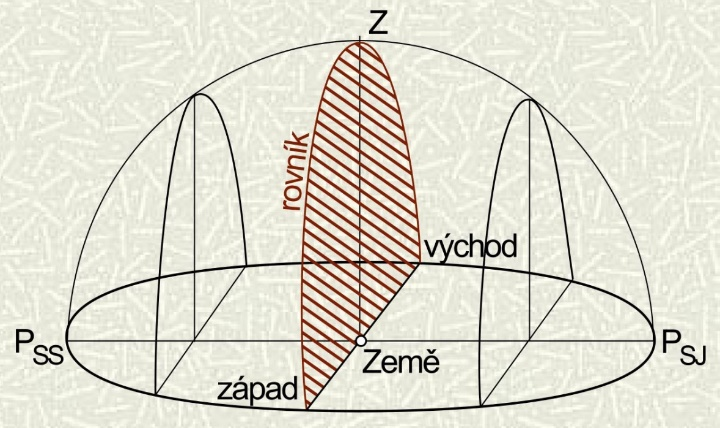 Z
rovník
východ
P_SS
P_SJ
Země
západ